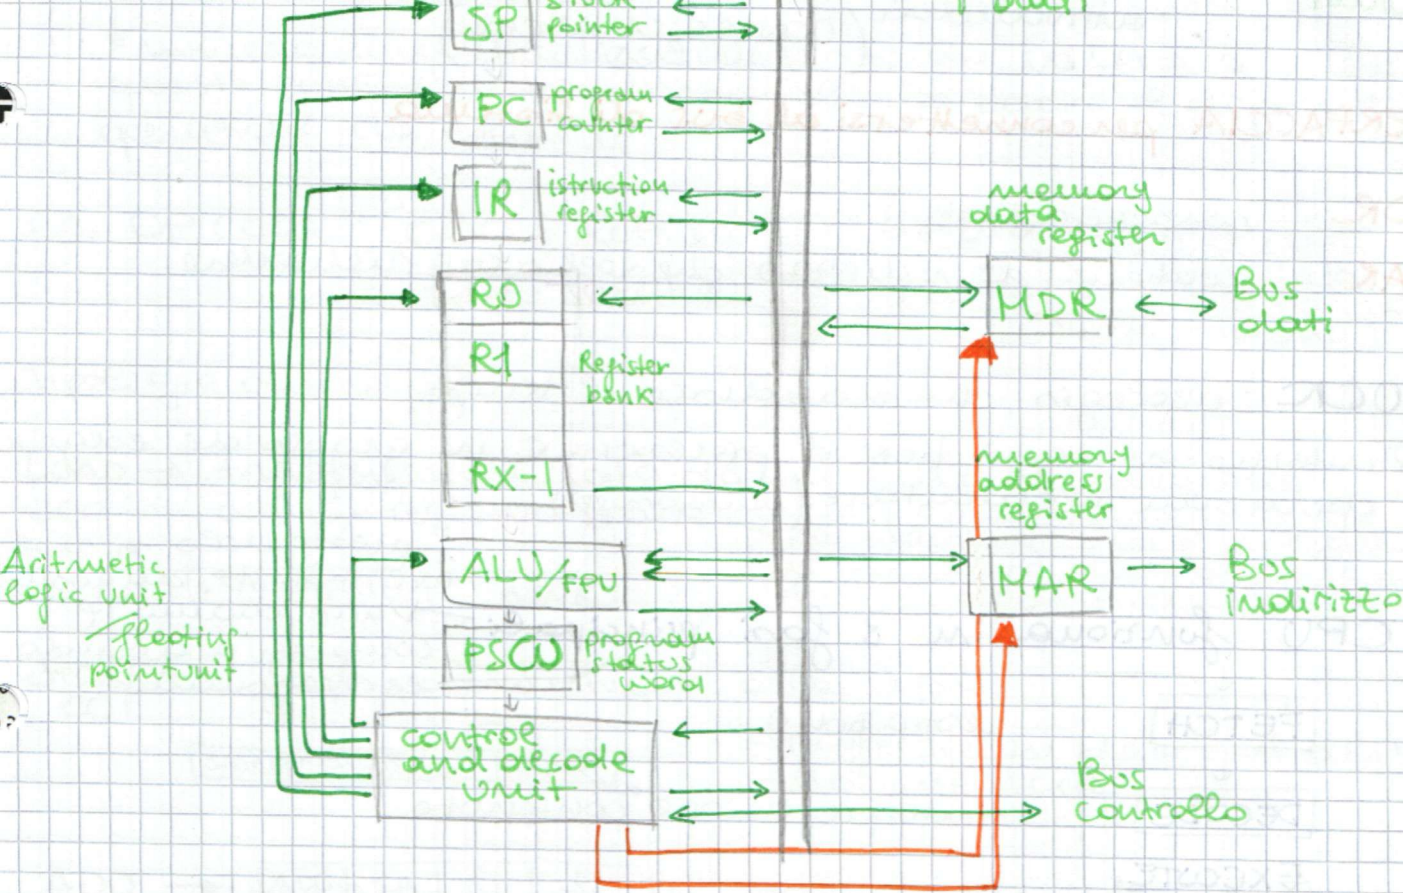 SP
pointer
PC
program
counter
IR
istruction
register
memory
data
register
R0
MDR
Bus
dati
R1
Register
bank
RX-1
memory
address
register
Aritmetic
logic unit
/floating
point unit
ALU/FPU
MAR
Bus
indirizzo
PSW
program
status
word
control
and decode
unit
Bus
controllo